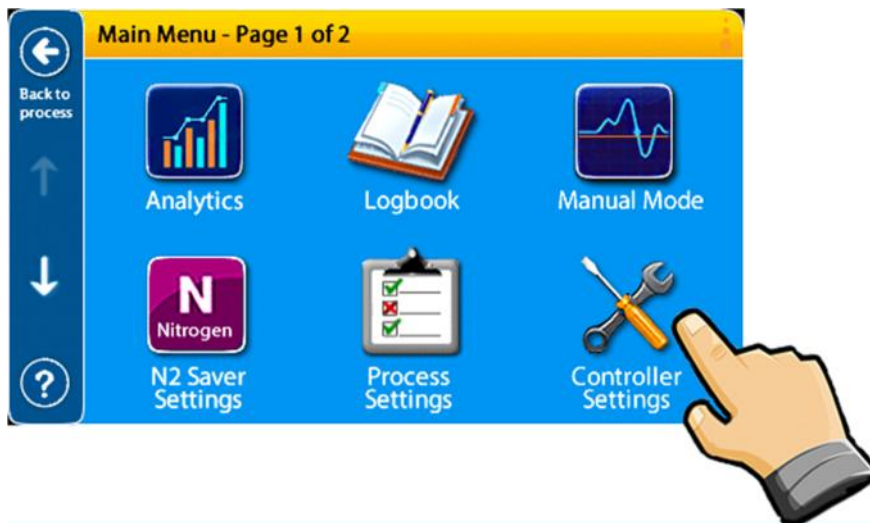 Main Menu - Page 1 of 2
Back to
process
Analytics
Logbook
Manual Mode
N
Nitrogen
N2 Saver
Settings
Process
Settings
Controller
Settings
?